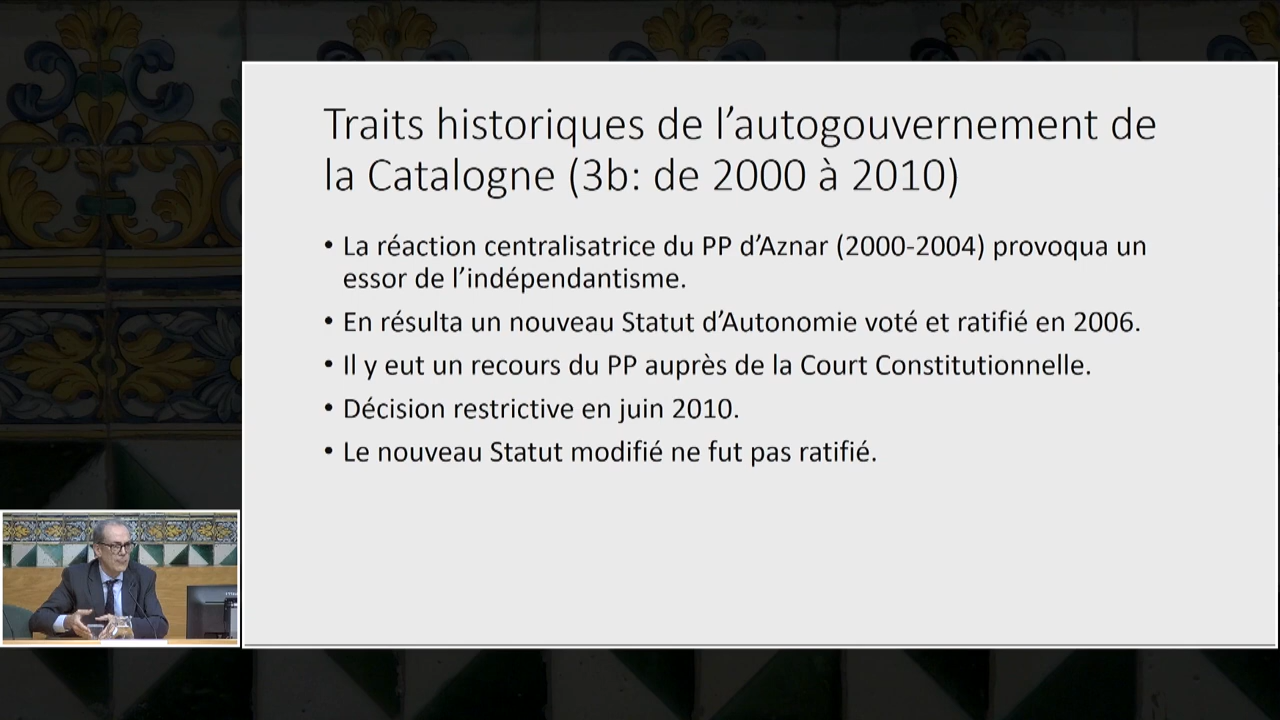 Traits historiques de l’autogouvernement de
la Catalogne (3b: de 2000 à 2010)
• La réaction centralisatrice du PP d’Aznar (2000-2004) provoqua un
essor de l’indépendantisme.
• En résulta un nouveau Statut d’Autonomie voté et ratifié en 2006.
• Il y eut un recours du PP auprès de la Court Constitutionnelle.
• Décision restrictive en juin 2010.
• Le nouveau Statut modifié ne fut pas ratifié.